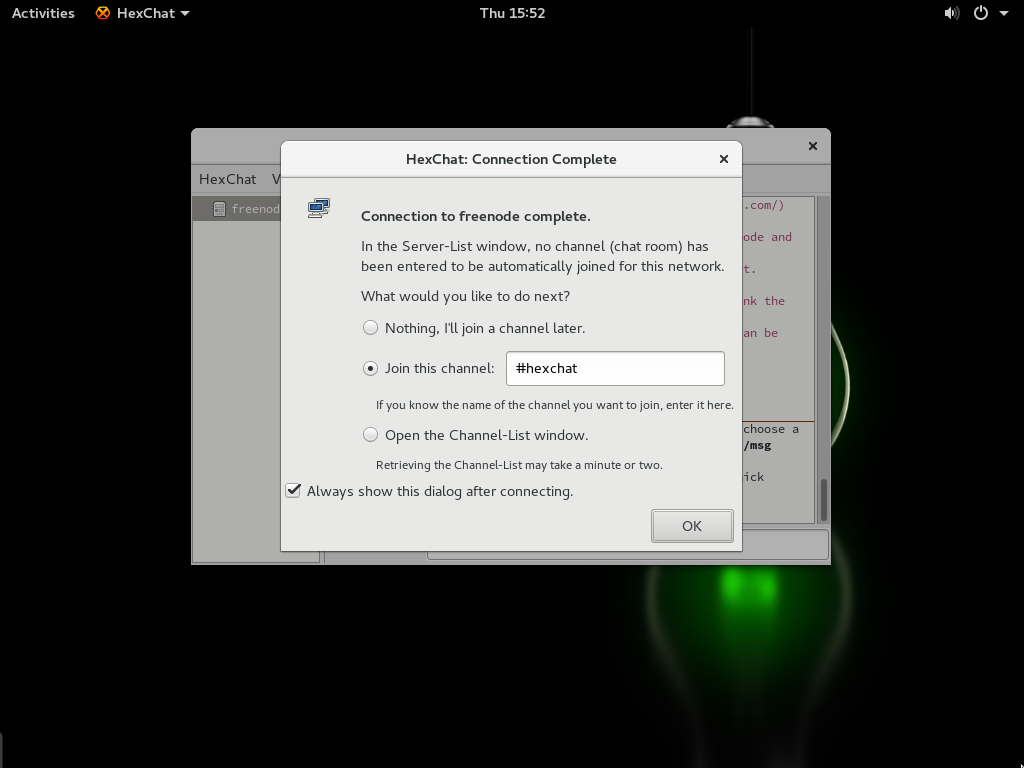 Activities HexChat Thu 15:52
HexChat: Connection Complete
HexChat
freenod
Connection to freenode complete.
In the Server-List window, no channel (chat room) has
been entered to be automatically joined for this network.
What would you like to do next?
Nothing, I'll join a channel later.
Join this channel: #hexchat
If you know the name of the channel you want to join, enter it here.
Open the Channel-List window.
Retrieving the Channel-List may take a minute or two.
Always show this dialog after connecting.
OK
.com/)
ode and
t.
nk the
an be
choose a
/msg
ick